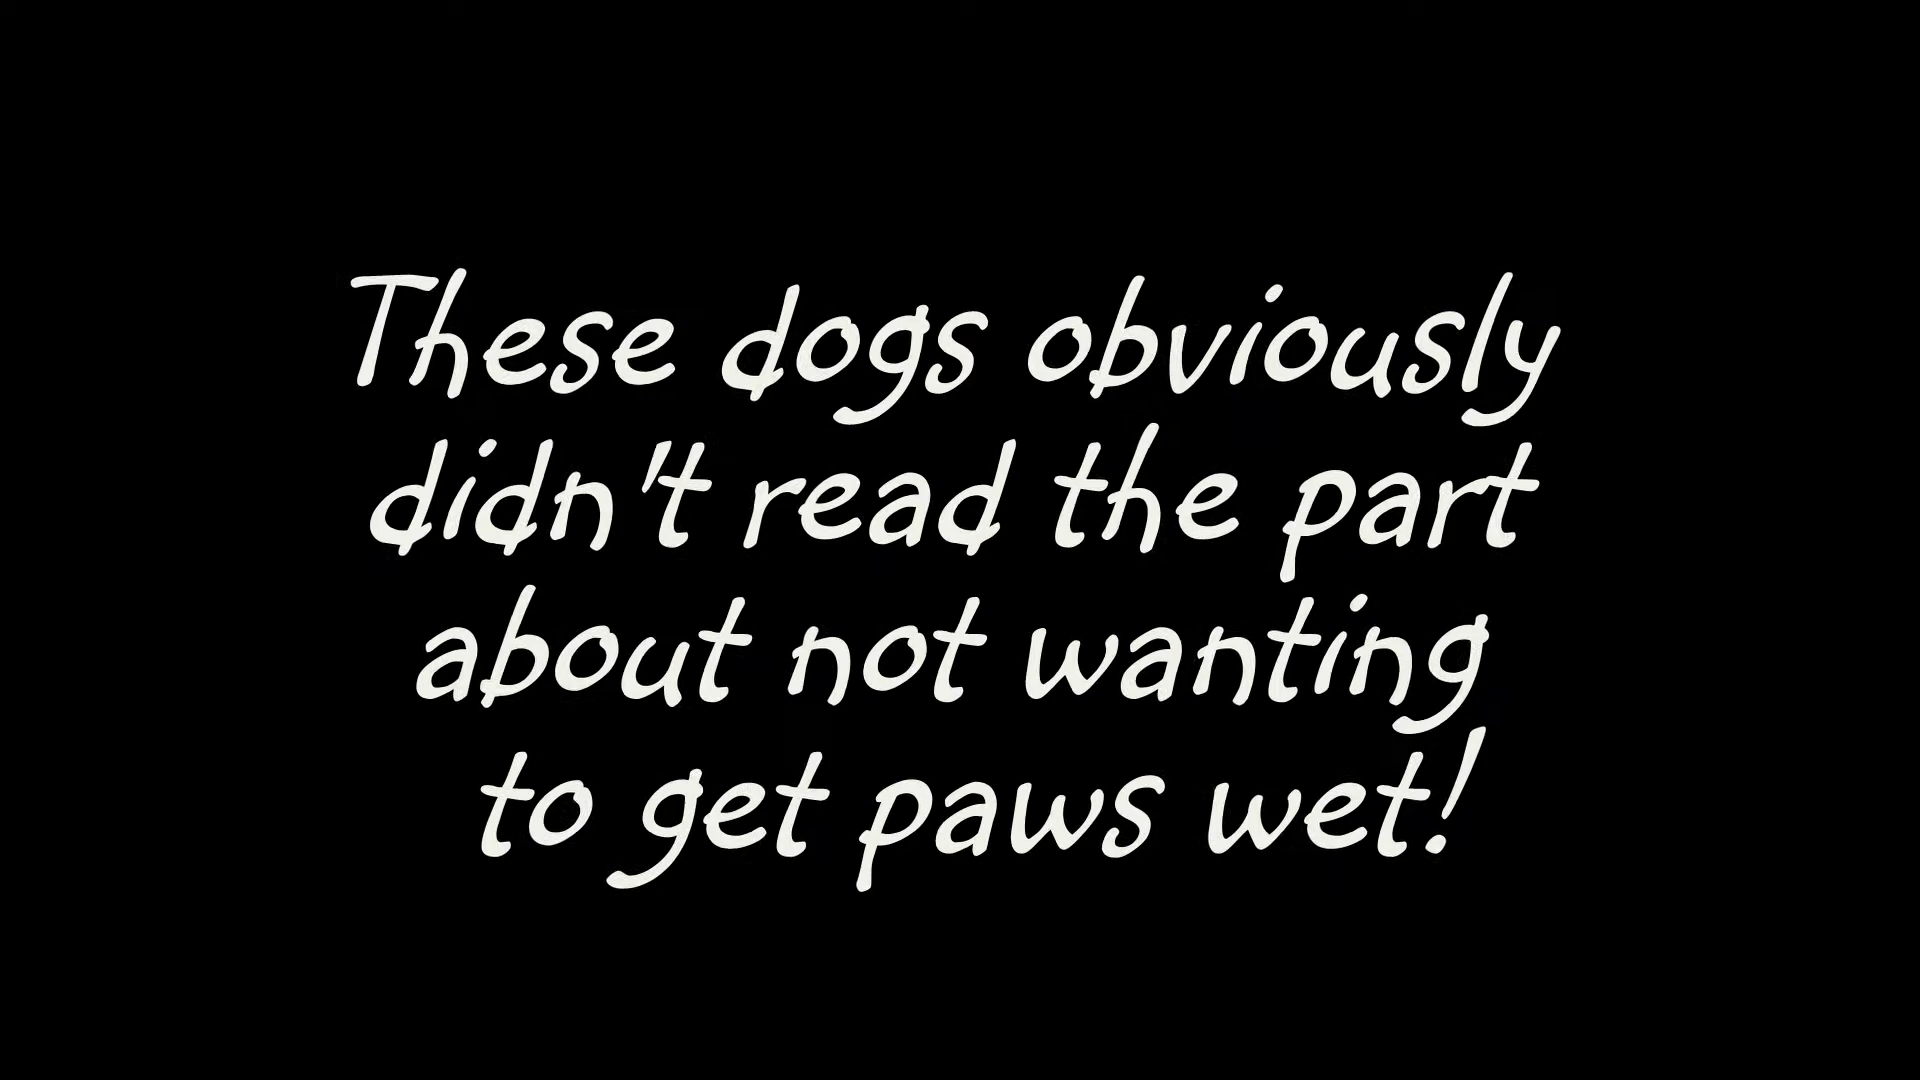 These dogs obviously
didn't read the part
about not wanting
to get paws wet!